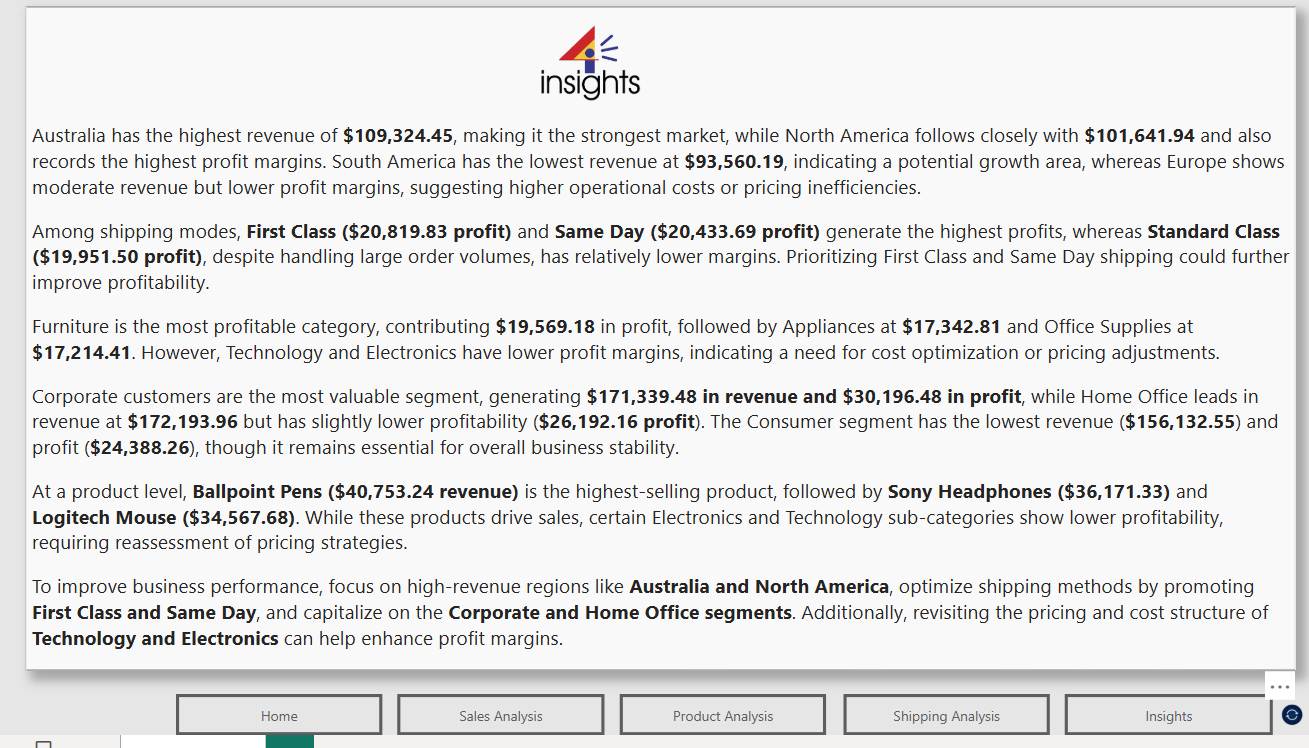 insights
Australia has the highest revenue of $109,324.45, making it the strongest market, while North America follows closely with $101,641.94 and also
records the highest profit margins. South America has the lowest revenue at $93,560.19, indicating a potential growth area, whereas Europe shows
moderate revenue but lower profit margins, suggesting higher operational costs or pricing inefficiencies.
Among shipping modes, First Class ($20,819.83 profit) and Same Day ($20,433.69 profit) generate the highest profits, whereas Standard Class
($19,951.50 profit), despite handling large order volumes, has relatively lower margins. Prioritizing First Class and Same Day shipping could further
improve profitability.
Furniture is the most profitable category, contributing $19,569.18 in profit, followed by Appliances at $17,342.81 and Office Supplies at
$17,214.41. However, Technology and Electronics have lower profit margins, indicating a need for cost optimization or pricing adjustments.
Corporate customers are the most valuable segment, generating $171,339.48 in revenue and $30,196.48 in profit, while Home Office leads in
revenue at $172,193.96 but has slightly lower profitability ($26,192.16 profit). The Consumer segment has the lowest revenue ($156,132.55) and
profit ($24,388.26), though it remains essential for overall business stability.
At a product level, Ballpoint Pens ($40,753.24 revenue) is the highest-selling product, followed by Sony Headphones ($36,171.33) and
Logitech Mouse ($34,567.68). While these products drive sales, certain Electronics and Technology sub-categories show lower profitability,
requiring reassessment of pricing strategies.
To improve business performance, focus on high-revenue regions like Australia and North America, optimize shipping methods by promoting
First Class and Same Day, and capitalize on the Corporate and Home Office segments. Additionally, revisiting the pricing and cost structure of
Technology and Electronics can help enhance profit margins.
Home Sales Analysis Product Analysis Shipping Analysis Insights